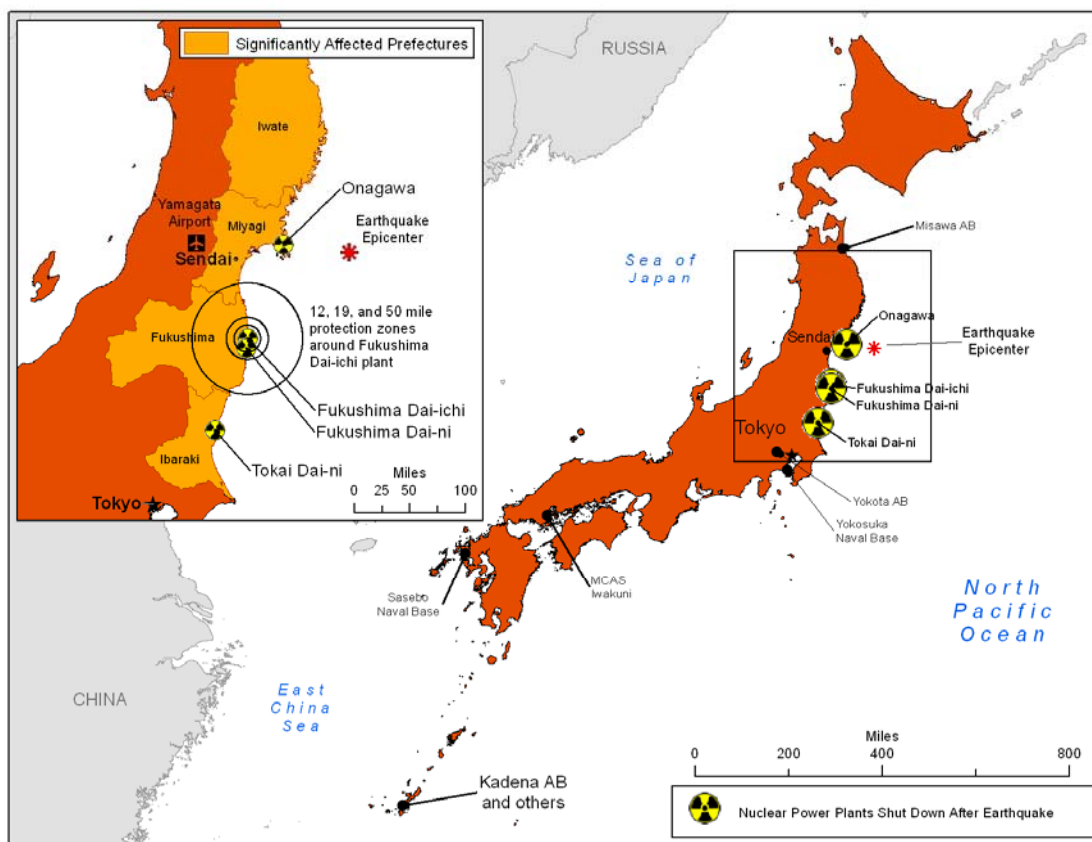 Significantly Affected Prefectures
Iwate
Onagawa
Yamagata
Airport
Miyagi
Earthquake
Epicenter
Sendai
12, 19, and 50 mile
protection zones
around Fukushima
Dai-ichi plant
Fukushima
Fukushima Dai-ichi
Fukushima Dai-ni
Tokai Dai-ni
Ibaraki
Miles
0 25 50 100
Tokyo
RUSSIA
Misawa AB
Sea of
Japan
Onagawa
Sendai
Earthquake
Epicenter
Fukushima Dai-ichi
Fukushima Dai-ni
Tokyo
Tokai Dai-ni
Yokota AB
Yokosuka
Naval Base
MCAS
Iwakuni
Sasebo
Naval Base
North
Pacific
Ocean
CHINA
East
China
Sea
Kadena AB
and others
Miles
0 200 400 800
Nuclear Power Plants Shut Down After Earthquake